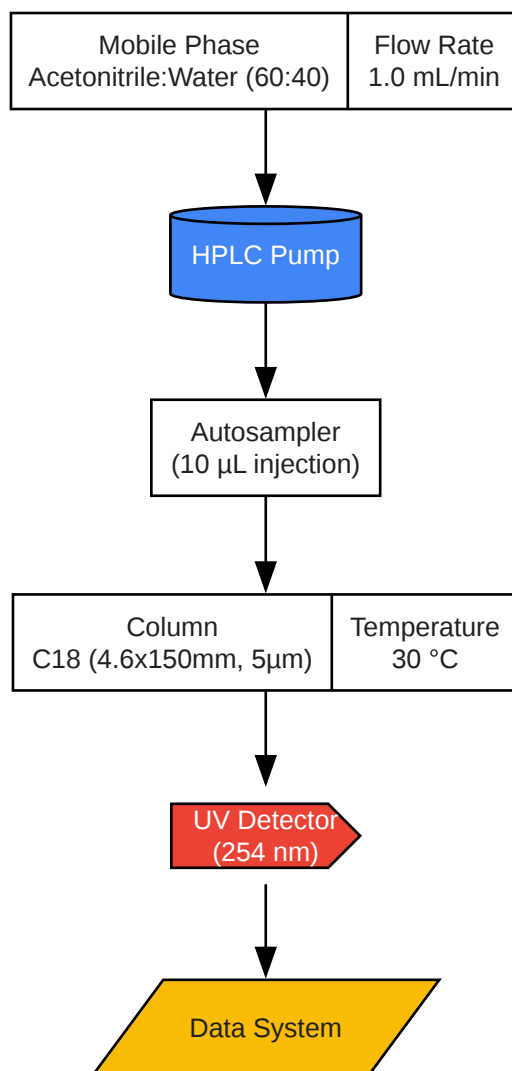 Mobile Phase
Acetonitrile:Water (60:40)
Flow Rate
1.0 mL/min
HPLC Pump
Autosampler
(10 µL injection)
Column
C18 (4.6x150mm, 5µm)
Temperature
30 °C
UV Detector
(254 nm)
Data System